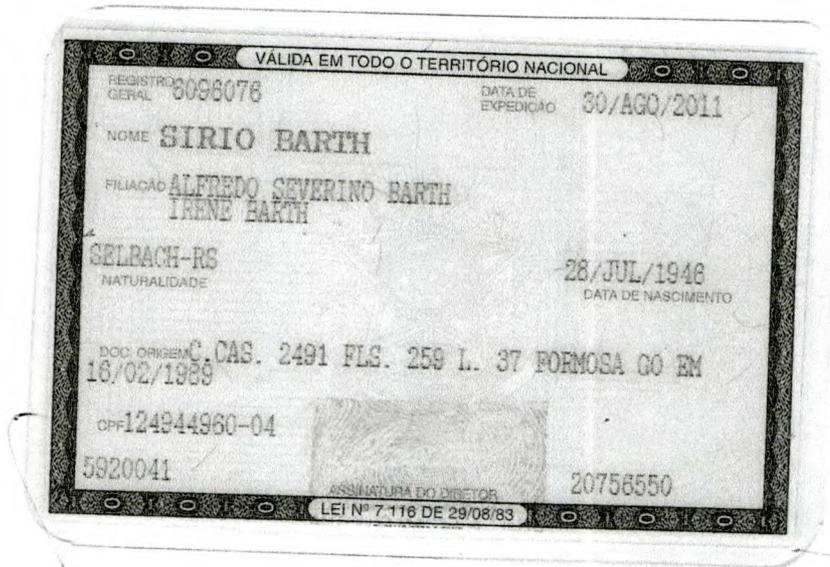 VÁLIDA EM TODO O TERRITÓRIO NACIONAL
REGISTRO GERAL 6096076 DATA DE EXPEDIÇÃO 30/AGO/2011
NOME SIRIO BARTH
FILIAÇÃO ALFREDO SEVERINO BARTH
IRENE BARTH
SELBACH-RS 28/JUL/1946
NATURALIDADE DATA DE NASCIMENTO
DOC. ORIGEM C.CAS. 2491 FLS. 259 L. 37 FORMOSA GO EM
16/02/1989
CPF 124944960-04
5920041 ASSINATURA DO DIRETOR 20756550
LEI Nº 7.116 DE 29/08/83